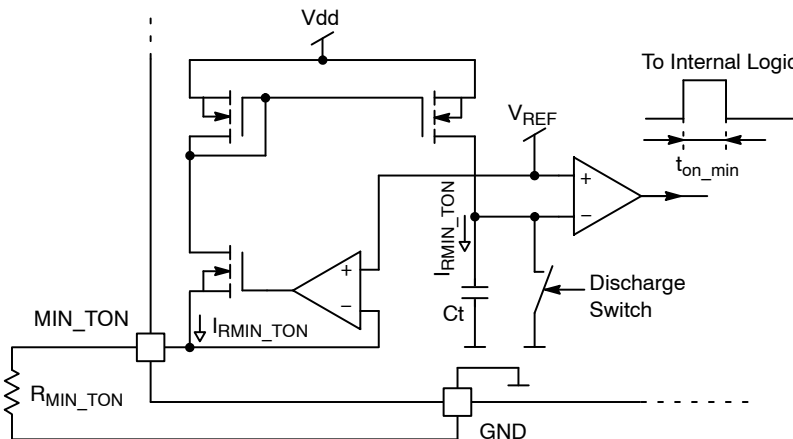 Vdd
To Internal Logic
VREF
ton_min
+
−
IRMIN_TON
+
−
Discharge
Switch
Ct
MIN_TON
IRMIN_TON
RMIN_TON
GND